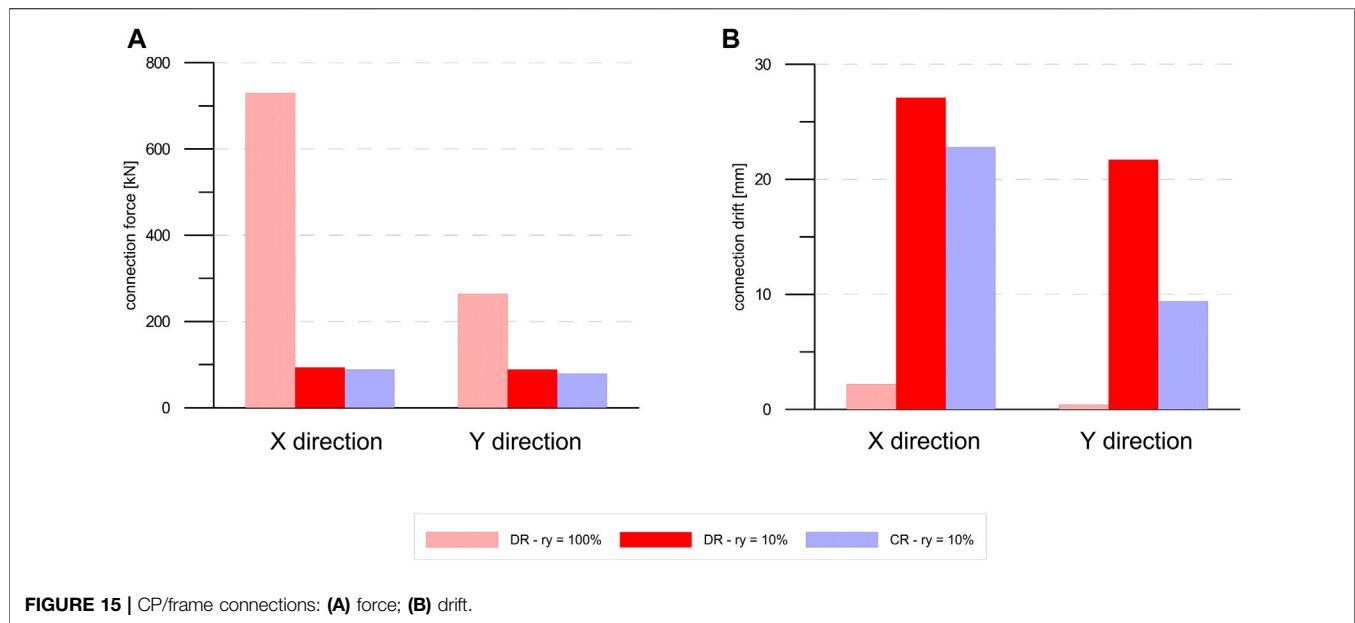 A
800
600
400
200
0
connection force [kN]
X direction
Y direction
B
30
20
10
0
connection drift [mm]
X direction
Y direction
DR - ry = 100%
DR - ry = 10%
CR - ry = 10%
FIGURE 15 | CP/frame connections: (A) force; (B) drift.